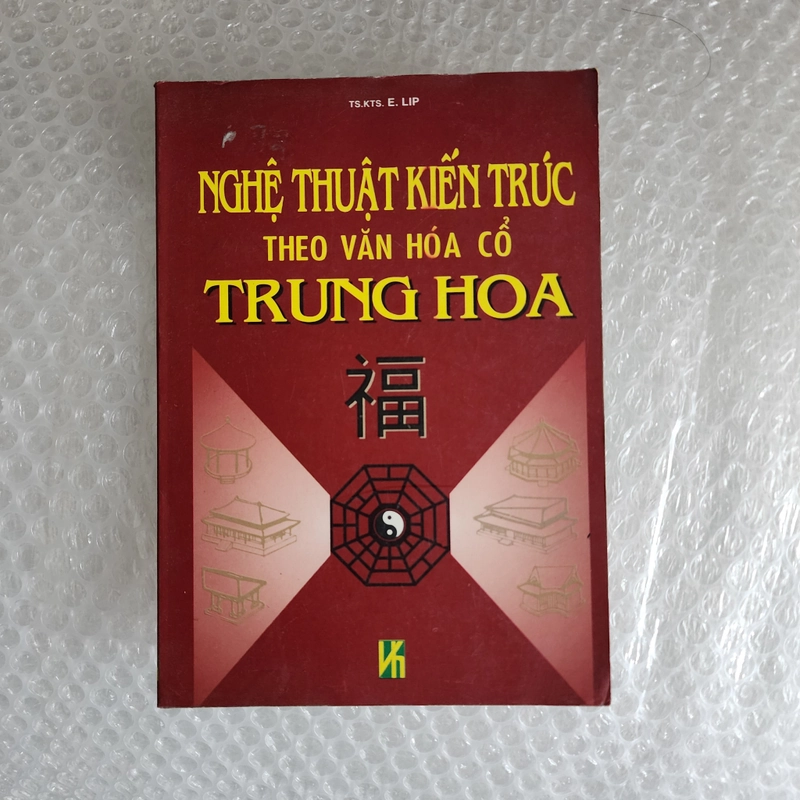 TS.KTS. E. LIP
NGHỆ THUẬT KIẾN TRÚC
THEO VĂN HÓA CỔ
TRUNG HOA
福